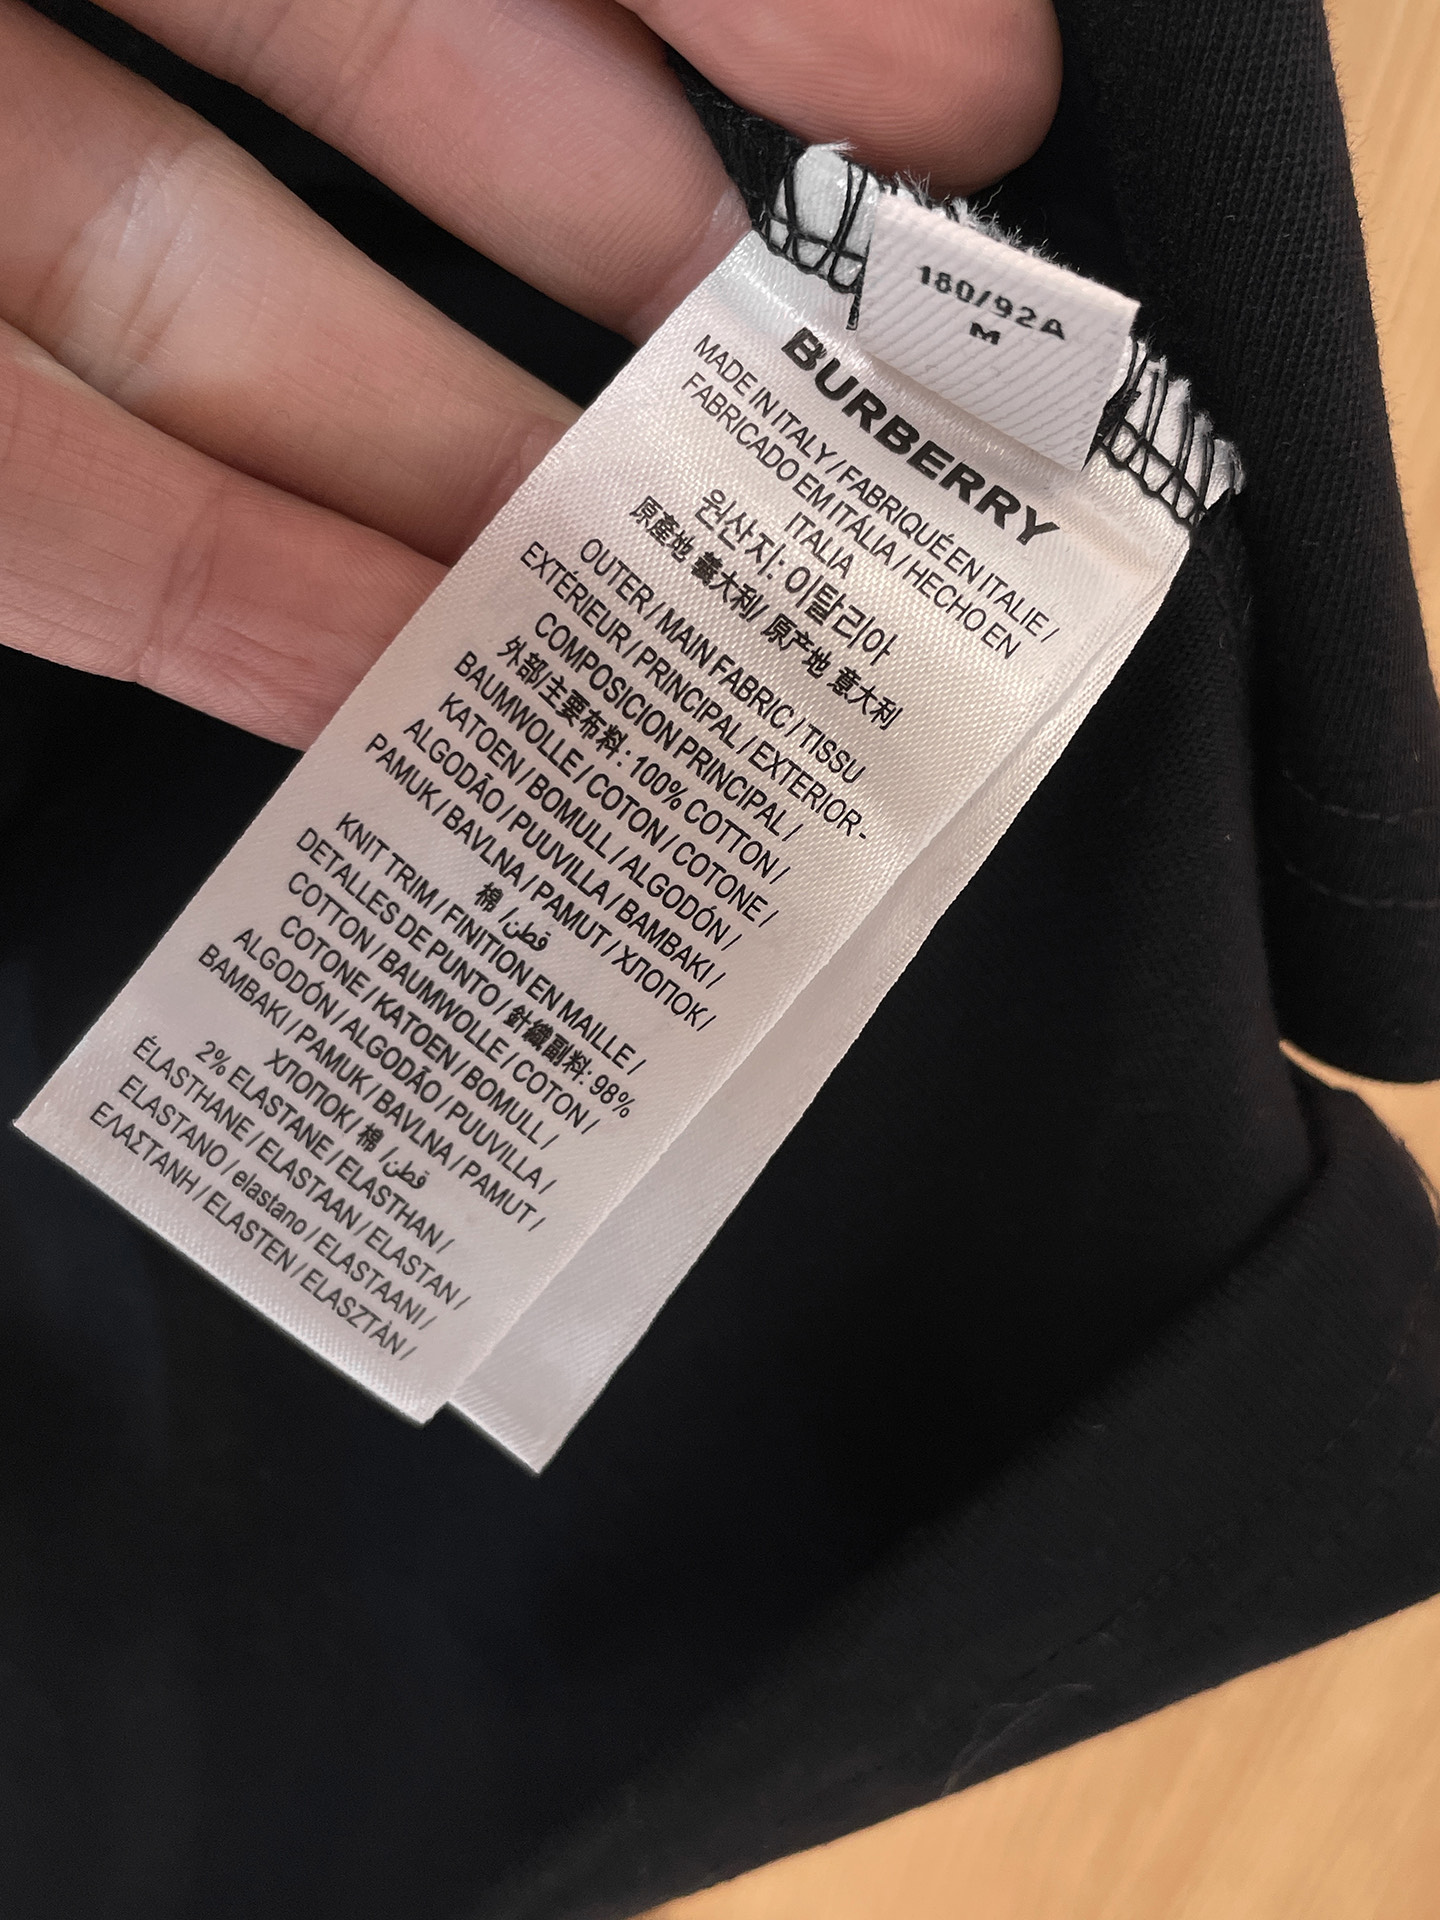 180/92A
M
BURBERRY
MADE IN ITALY / FABRIQUÉ EN ITALIE /
FABRICADO EM ITÁLIA / HECHO EN
ITALIA
원산지: 이탈리아
原產地 義大利/ 原产地 意大利
OUTER / MAIN FABRIC / TISSU
EXTÉRIEUR / PRINCIPAL / EXTERIOR -
COMPOSICION PRINCIPAL /
外部/主要布料: 100% COTTON /
BAUMWOLLE / COTON / COTONE /
KATOEN / BOMULL / ALGODÓN /
ALGODÃO / PUUVILLA / BAMBAKI /
PAMUK / BAVLNA / PAMUT / ХЛОПОК /
棉 /قطن
KNIT TRIM / FINITION EN MAILLE /
DETALLES DE PUNTO / 針織副料: 98%
COTTON / BAUMWOLLE / COTON /
COTONE / KATOEN / BOMULL /
ALGODÓN / ALGODÃO / PUUVILLA /
BAMBAKI / PAMUK / BAVLNA / PAMUT /
ХЛОПОК/ 棉 /قطن
2% ELASTANE / ELASTHAN /
ÉLASTHANE / ELASTAAN / ELASTAN /
ELASTANO / elastano / ELASTAANI /
ΕΛΑΣΤΑΝΗ / ELASTEN / ELASZTÀN /